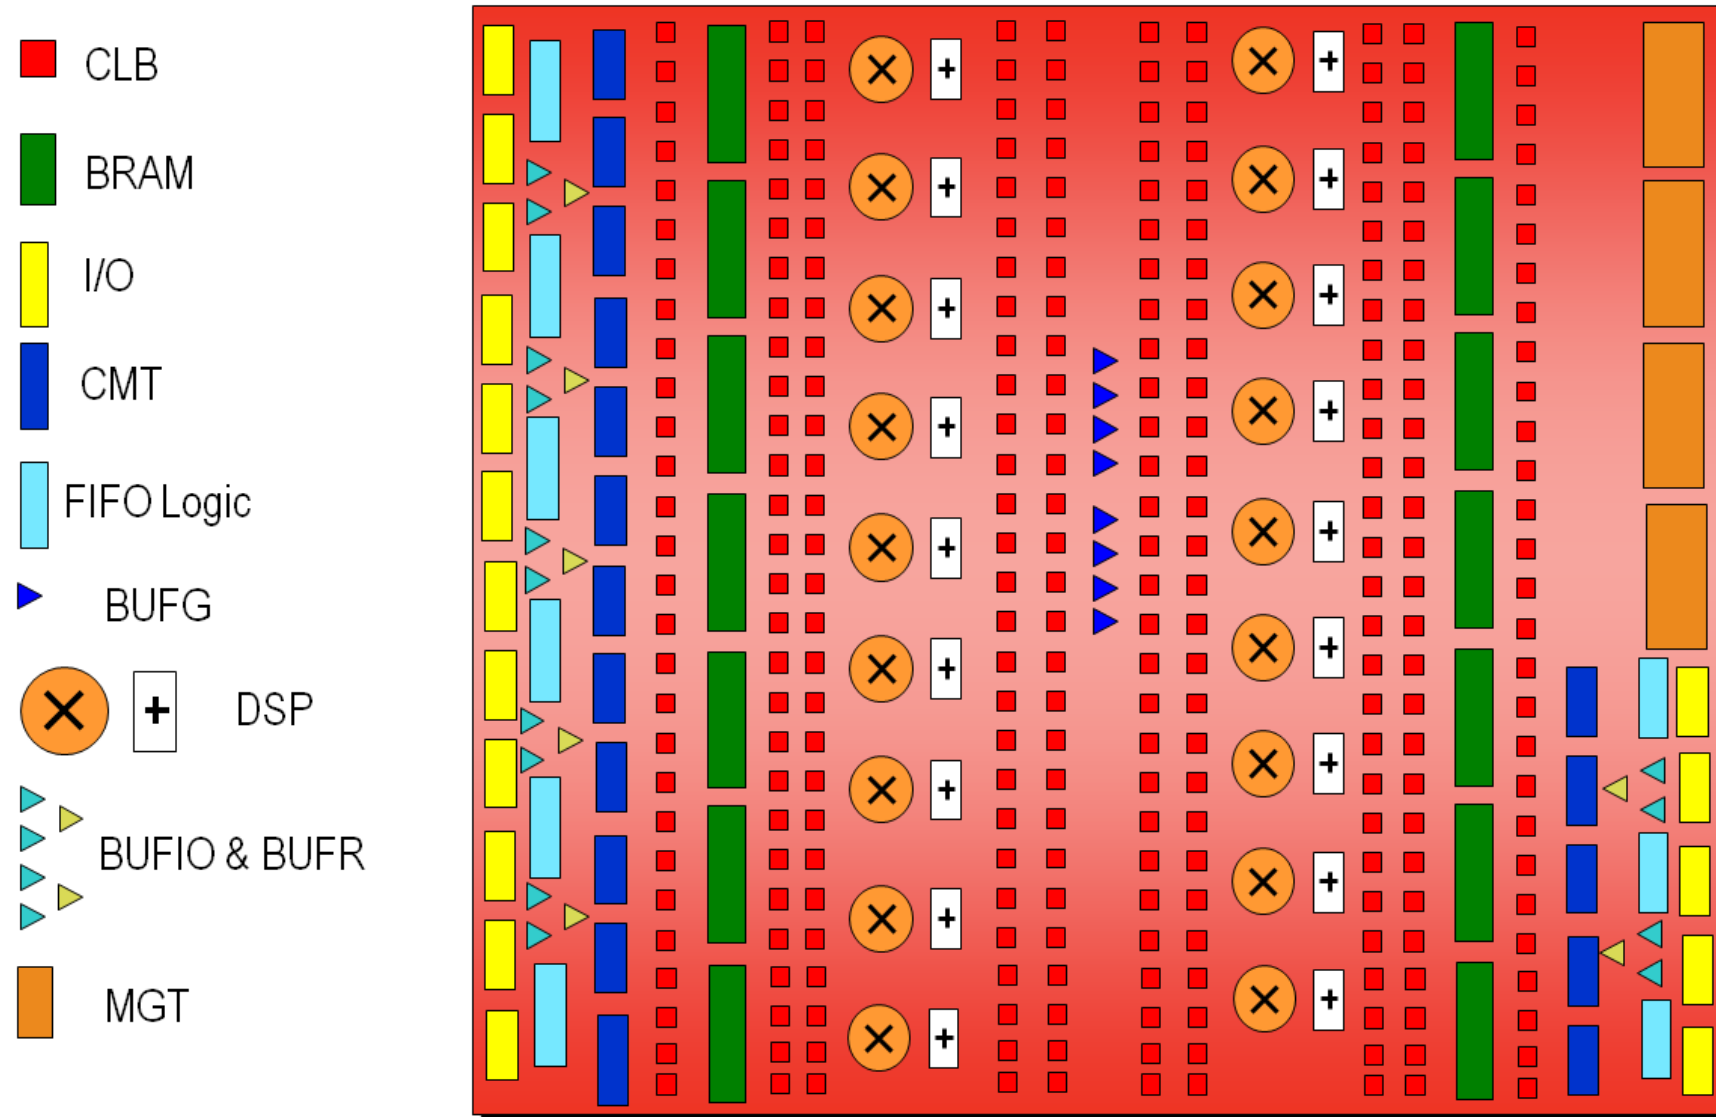 CLB
BRAM
I/O
CMT
FIFO Logic
BUFG
DSP
BUFIO & BUFR
MGT